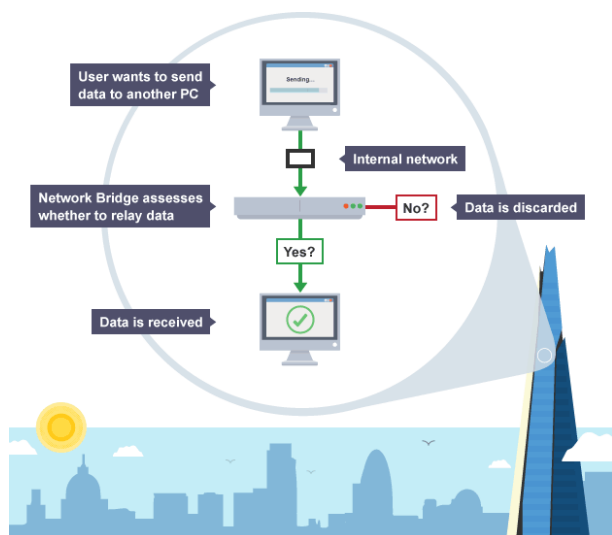 User wants to send
data to another PC
Sending...
Internal network
Network Bridge assesses
whether to relay data
No?
Data is discarded
Yes?
Data is received